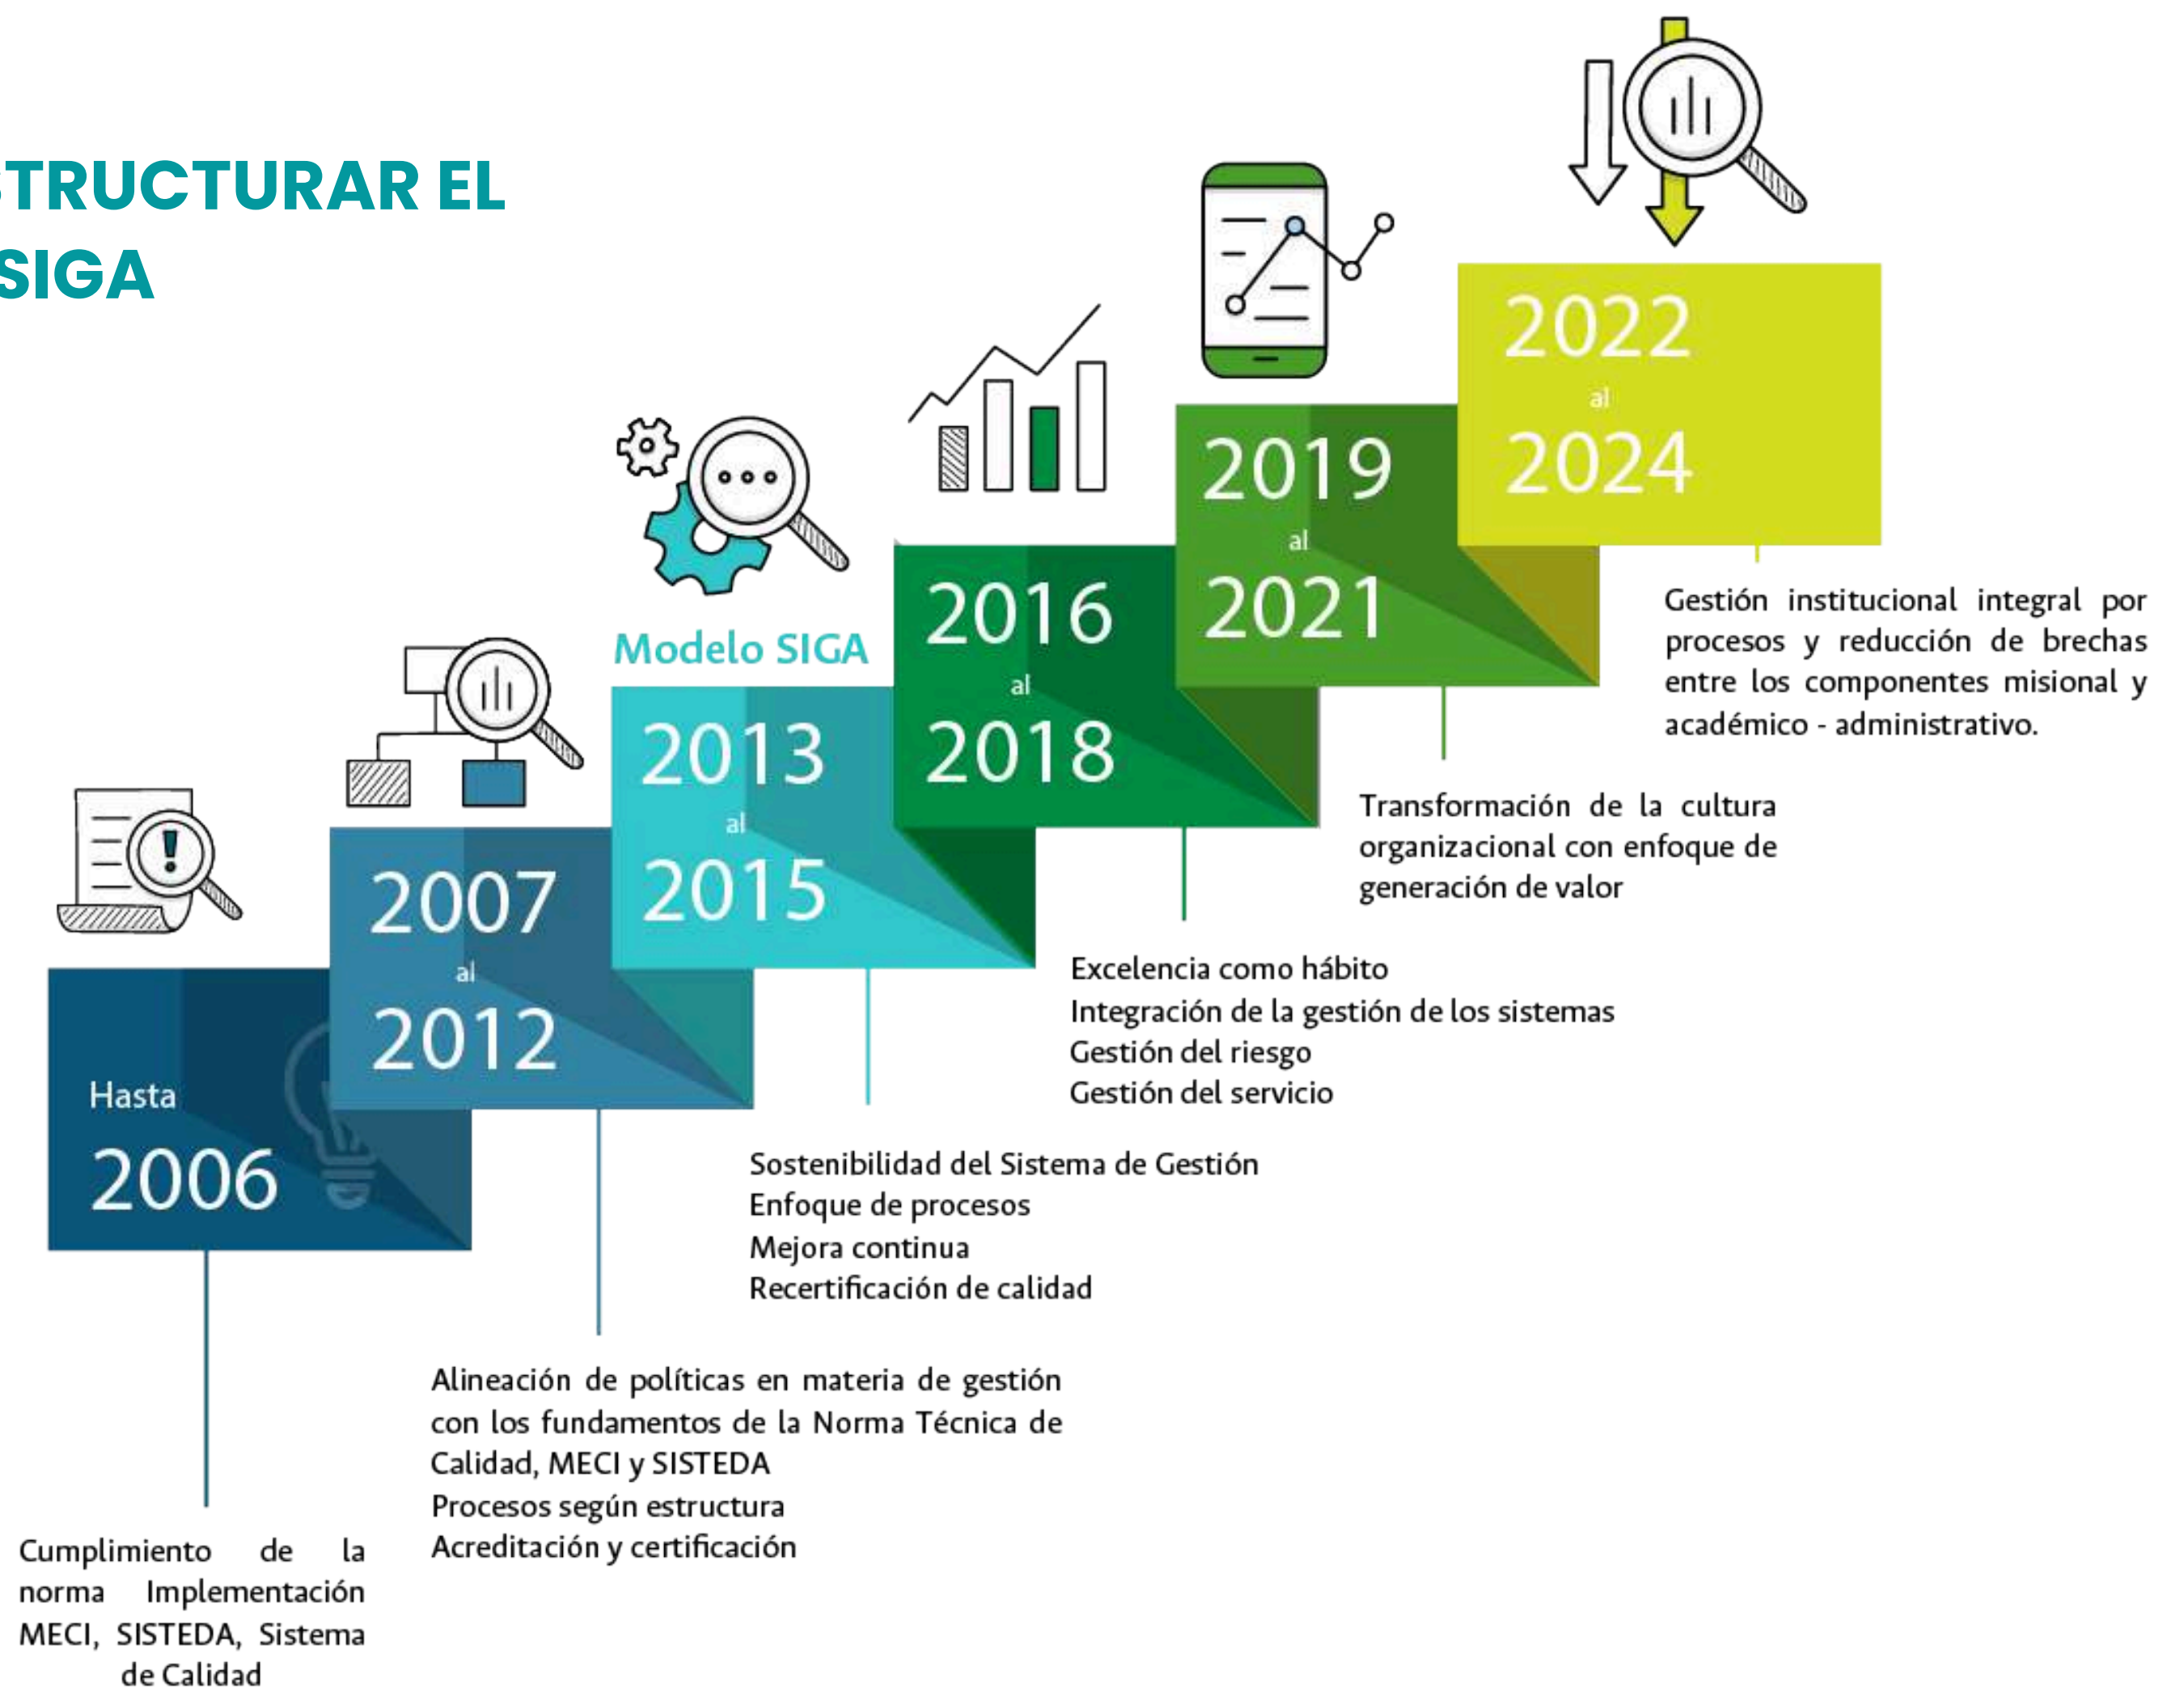 STRUCTURAR EL
SIGA
Hasta
2006
Cumplimiento de la
norma Implementación
MECI, SISTEDA, Sistema
de Calidad
2007
al
2012
Alineación de políticas en materia de gestión
con los fundamentos de la Norma Técnica de
Calidad, MECI y SISTEDA
Procesos según estructura
Acreditación y certificación
Modelo SIGA
2013
al
2015
Sostenibilidad del Sistema de Gestión
Enfoque de procesos
Mejora continua
Recertificación de calidad
2016
al
2018
Excelencia como hábito
Integración de la gestión de los sistemas
Gestión del riesgo
Gestión del servicio
2019
al
2021
Transformación de la cultura
organizacional con enfoque de
generación de valor
2022
al
2024
Gestión institucional integral por
procesos y reducción de brechas
entre los componentes misional y
académico - administrativo.